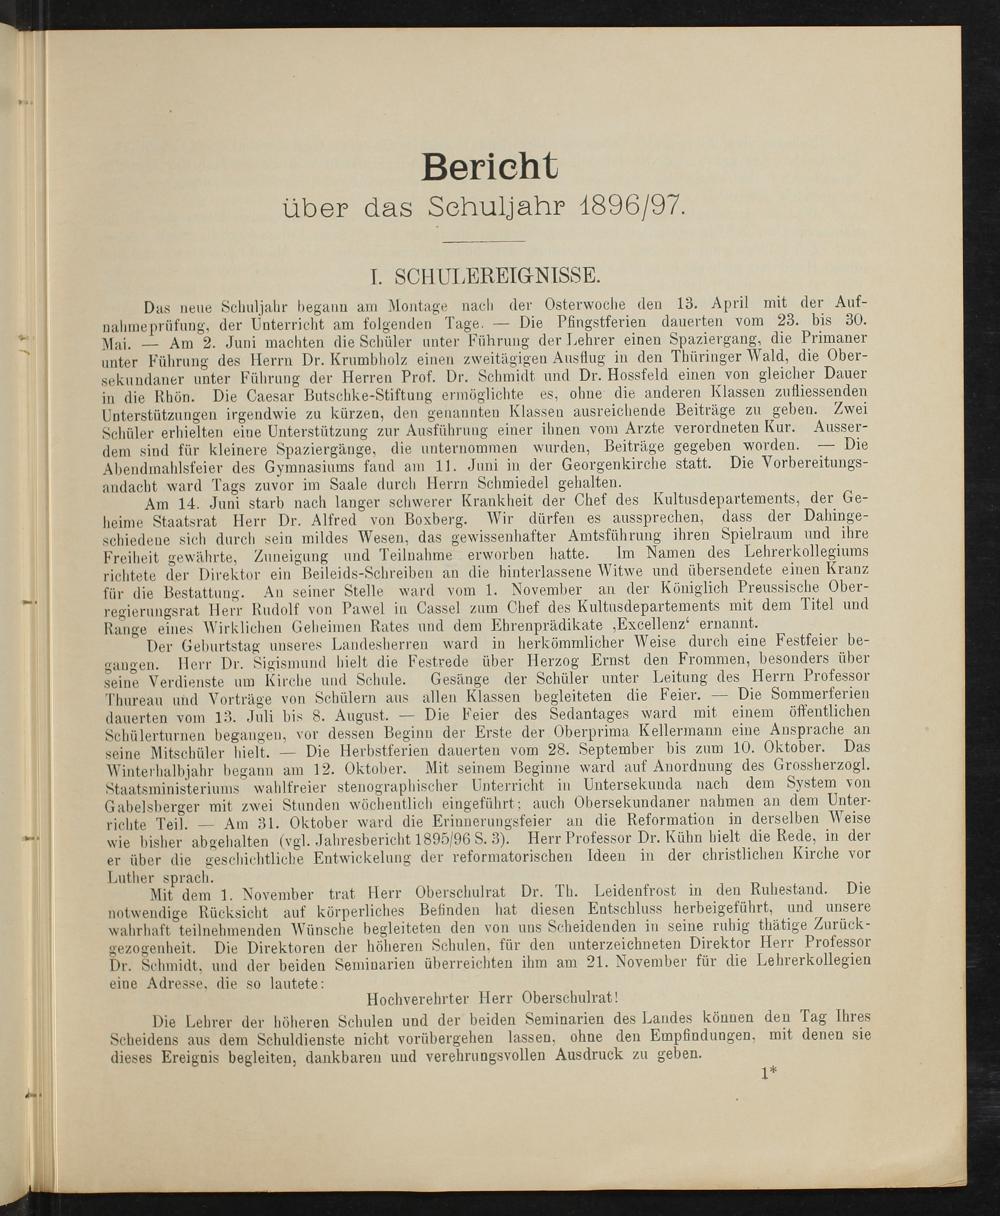 Bericht
über das Schuljahr 1896/97.
I. SCHULEREIGNISSE.
Das neue Schuljahr begann am Montage nach der Osterwoche den 13. April mit der Auf-
nahmeprüfung, der Unterricht am folgenden Tage. — Die Pfingstferien dauerten vom 23. bis 30.
Mai. — Am 2. Juni machten die Schüler unter Führung der Lehrer einen Spaziergang, die Primaner
unter Führung des Herrn Dr. Krumbholz einen zweitägigen Ausflug in den Thüringer Wald, die Ober-
sekundaner unter Führung der Herren Prof. Dr. Schmidt und Dr. Hossfeld einen von gleicher Dauer
in die Rhön. Die Caesar Butschke-Stiftung ermöglichte es, ohne die anderen Klassen zufliessenden
Unterstützungen irgendwie zu kürzen, den genannten Klassen ausreichende Beiträge zu geben. Zwei
Schüler erhielten eine Unterstützung zur Ausführung einer ihnen vom Arzte verordneten Kur. Ausser-
dem sind für kleinere Spaziergänge, die unternommen wurden, Beiträge gegeben worden. — Die
Abendmahlsfeier des Gymnasiums fand am 11. Juni in der Georgenkirche statt. Die Vorbereitungs-
andacht ward Tags zuvor im Saale durch Herrn Schmiedel gehalten.
Am 14. Juni starb nach langer schwerer Krankheit der Chef des Kultusdepartements, der Ge-
heime Staatsrat Herr Dr. Alfred von Boxberg. Wir dürfen es aussprechen, dass der Dahinge-
schiedene sich durch sein mildes Wesen, das gewissenhafter Amtsführung ihren Spielraum und ihre
Freiheit gewährte, Zuneigung und Teilnahme erworben hatte. Im Namen des Lehrerkollegiums
richtete der Direktor ein Beileids-Schreiben an die hinterlassene Witwe und übersendete einen Kranz
für die Bestattung. An seiner Stelle ward vom 1. November an der Königlich Preussische Ober-
regierungsrat Herr Rudolf von Pawel in Cassel zum Chef des Kultusdepartements mit dem Titel und
Range eines Wirklichen Geheimen Rates und dem Ehrenprädikate ‚Excellenz‘ ernannt.
Der Geburtstag unseres Landesherren ward in herkömmlicher Weise durch eine Festfeier be-
gangen. Herr Dr. Sigismund hielt die Festrede über Herzog Ernst den Frommen, besonders über
seine Verdienste um Kirche und Schule. Gesänge der Schüler unter Leitung des Herrn Professor
Thureau und Vorträge von Schülern aus allen Klassen begleiteten die Feier. — Die Sommerferien
dauerten vom 13. Juli bis 8. August. — Die Feier des Sedantages ward mit einem öffentlichen
Schülerturnen begangen, vor dessen Beginn der Erste der Oberprima Kellermann eine Ansprache an
seine Mitschüler hielt. — Die Herbstferien dauerten vom 28. September bis zum 10. Oktober. Das
Winterhalbjahr begann am 12. Oktober. Mit seinem Beginne ward auf Anordnung des Grossherzogl.
Staatsministeriums wahlfreier stenographischer Unterricht in Untersekunda nach dem System von
Gabelsberger mit zwei Stunden wöchentlich eingeführt; auch Obersekundaner nahmen an dem Unter-
richte Teil. — Am 31. Oktober ward die Erinnerungsfeier an die Reformation in derselben Weise
wie bisher abgehalten (vgl. Jahresbericht 1895/96 S. 3). Herr Professor Dr. Kühn hielt die Rede, in der
er über die geschichtliche Entwickelung der reformatorischen Ideen in der christlichen Kirche vor
Luther sprach.
Mit dem 1. November trat Herr Oberschulrat Dr. Th. Leidenfrost in den Ruhestand. Die
notwendige Rücksicht auf körperliches Befinden hat diesen Entschluss herbeigeführt, und unsere
wahrhaft teilnehmenden Wünsche begleiteten den von uns Scheidenden in seine ruhig thätige Zurück-
gezogenheit. Die Direktoren der höheren Schulen, für den unterzeichneten Direktor Herr Professor
Dr. Schmidt, und der beiden Seminarien überreichten ihm am 21. November für die Lehrerkollegien
eine Adresse, die so lautete:
Hochverehrter Herr Oberschulrat!
Die Lehrer der höheren Schulen und der beiden Seminarien des Landes können den Tag Ihres
Scheidens aus dem Schuldienste nicht vorübergehen lassen, ohne den Empfindungen, mit denen sie
dieses Ereignis begleiten, dankbaren und verehrungsvollen Ausdruck zu geben.
1*